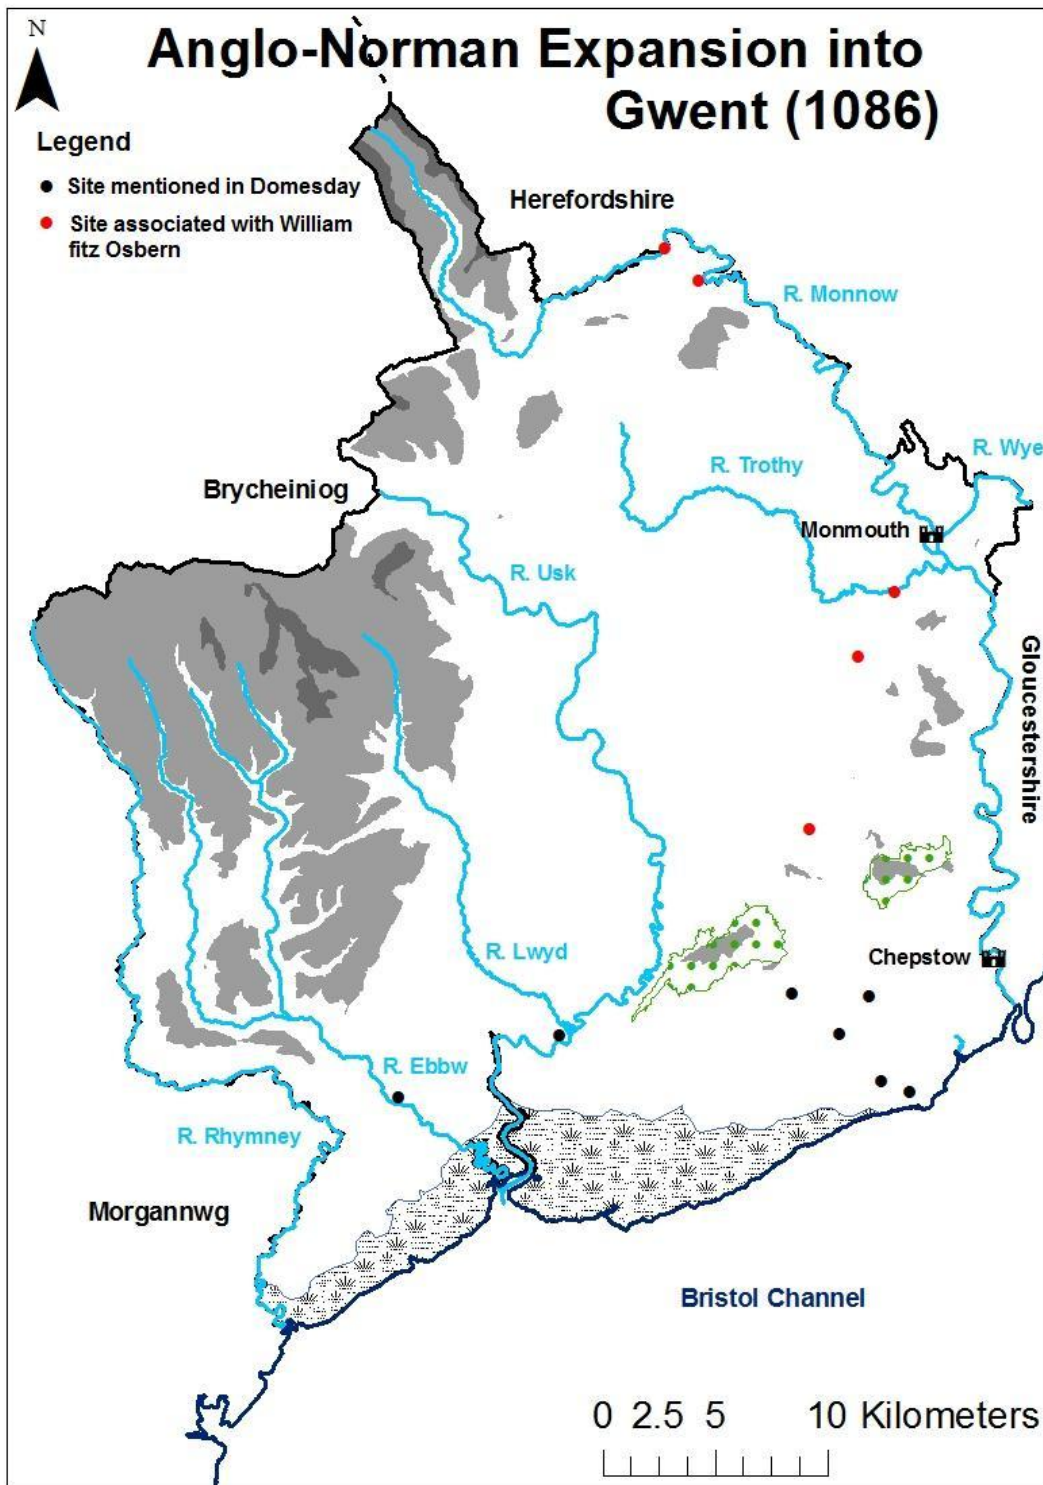 N
Anglo-Norman Expansion into
Gwent (1086)
Legend
Site mentioned in Domesday
Site associated with William
fitz Osbern
Herefordshire
R. Monnow
R. Wye
R. Trothy
Brycheiniog
Monmouth
R. Usk
Gloucestershire
R. Lwyd
Chepstow
R. Ebbw
R. Rhymney
Morgannwg
Bristol Channel
0 2.5 5 10 Kilometers